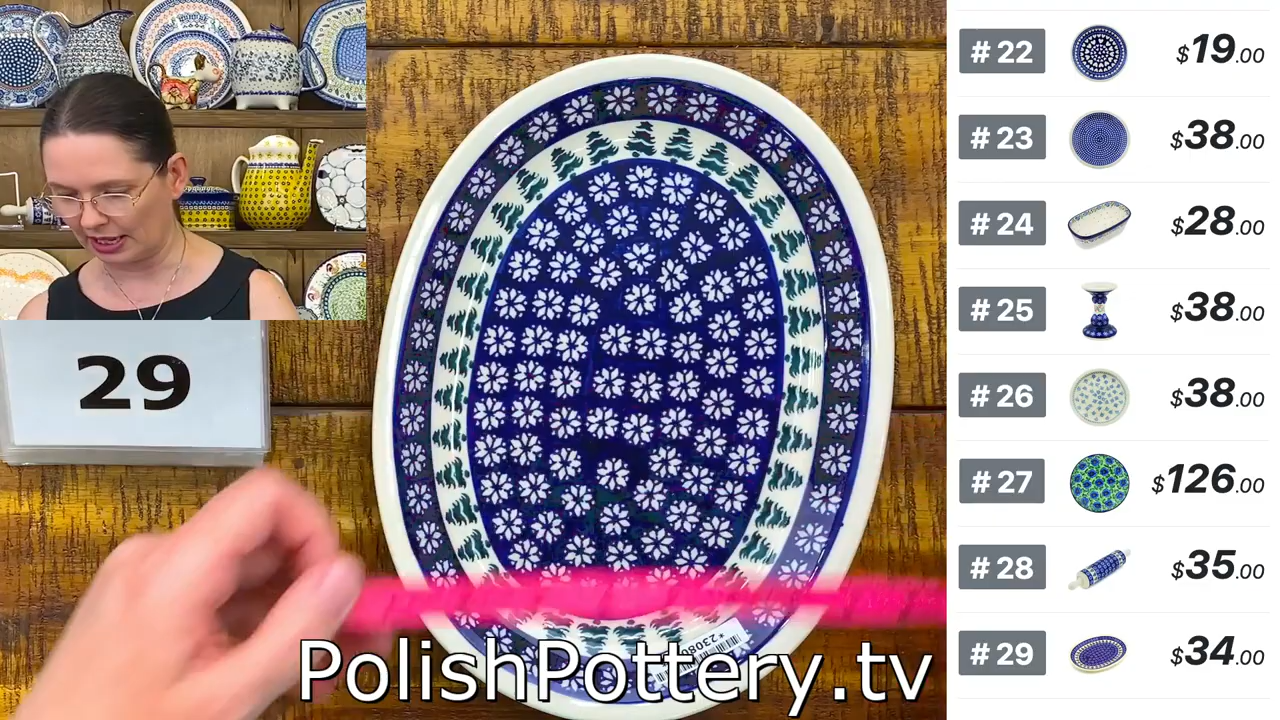 29
*23080
PolishPottery.tv
# 22 $19.00
# 23 $38.00
# 24 $28.00
# 25 $38.00
# 26 $38.00
# 27 $126.00
# 28 $35.00
# 29 $34.00